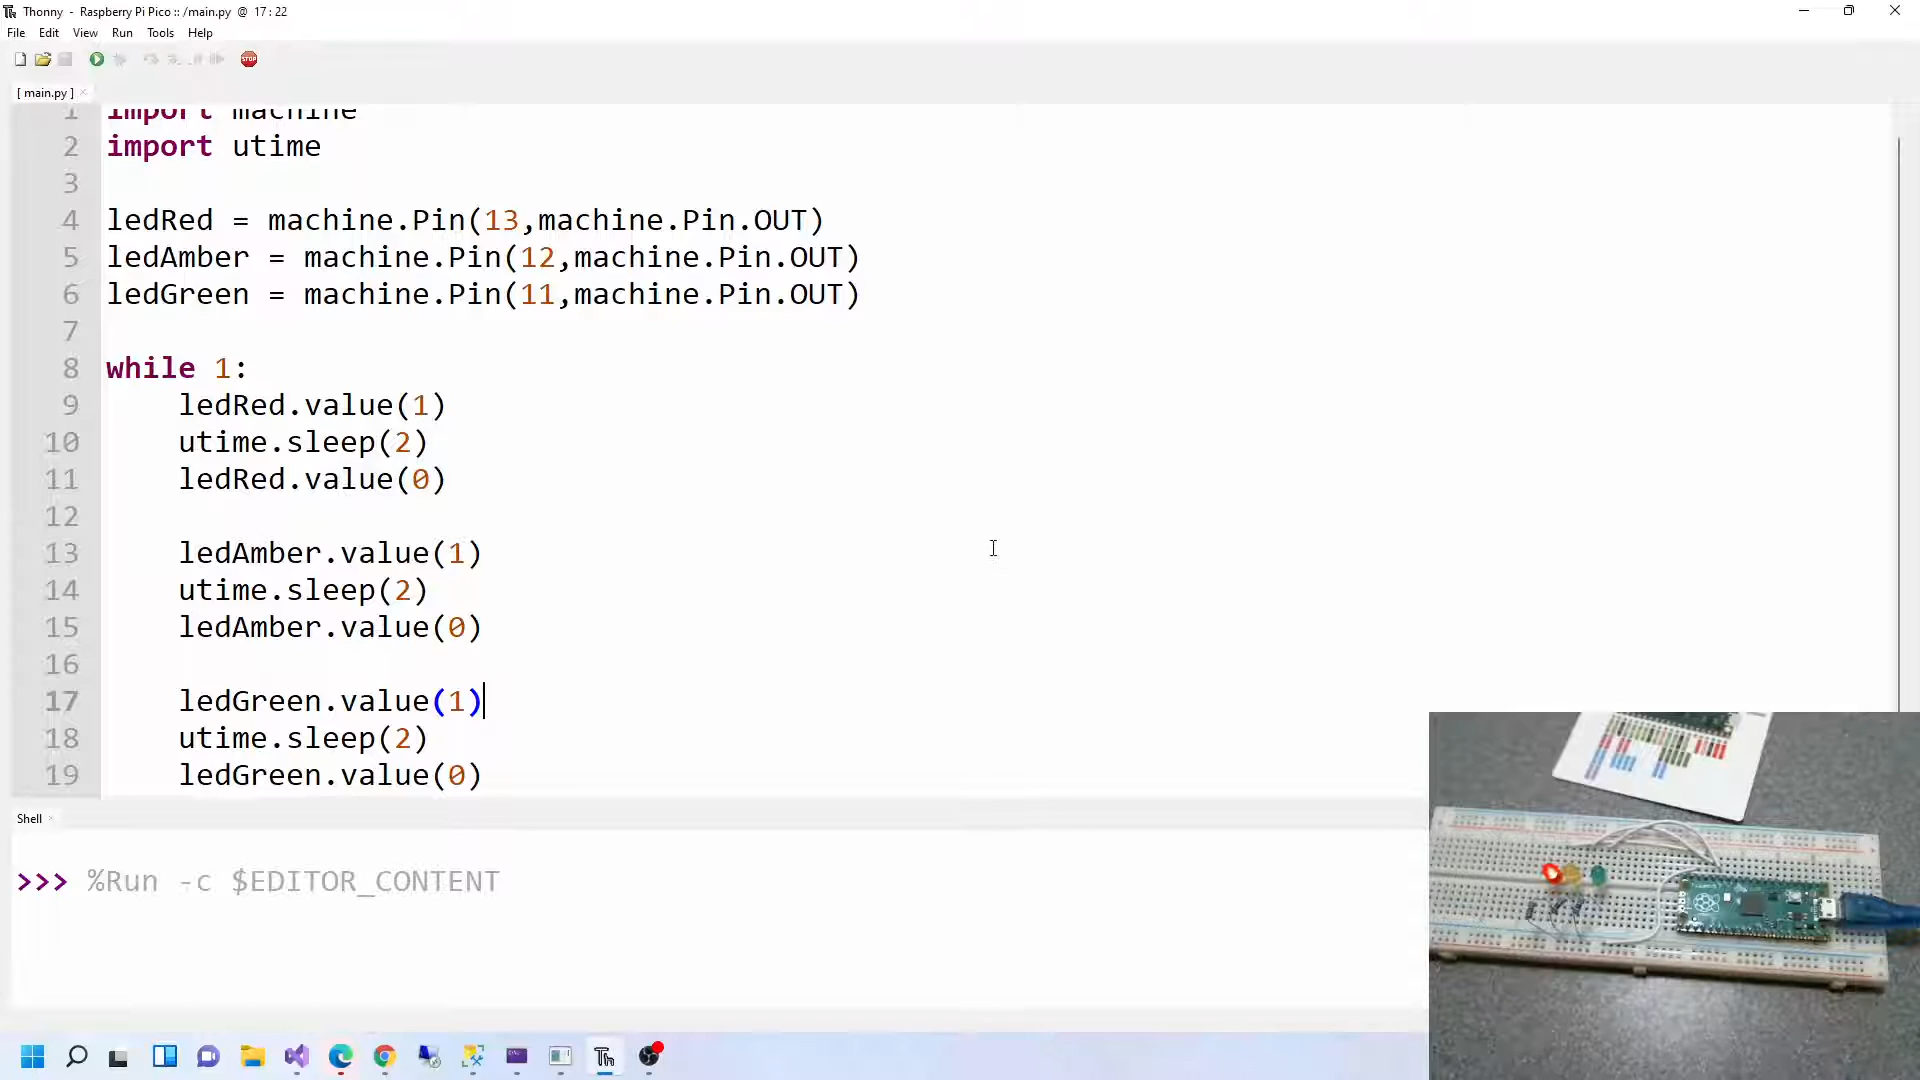 Thonny - Raspberry Pi Pico :: /main.py @ 17 : 22
File Edit View Run Tools Help
STOP
[ main.py ] ×
1 import machine
2 import utime
3
4 ledRed = machine.Pin(13,machine.Pin.OUT)
5 ledAmber = machine.Pin(12,machine.Pin.OUT)
6 ledGreen = machine.Pin(11,machine.Pin.OUT)
7
8 while 1:
9 ledRed.value(1)
10 utime.sleep(2)
11 ledRed.value(0)
12
13 ledAmber.value(1)
14 utime.sleep(2)
15 ledAmber.value(0)
16
17 ledGreen.value(1)
18 utime.sleep(2)
19 ledGreen.value(0)
Shell ×
>>> %Run -c $EDITOR_CONTENT